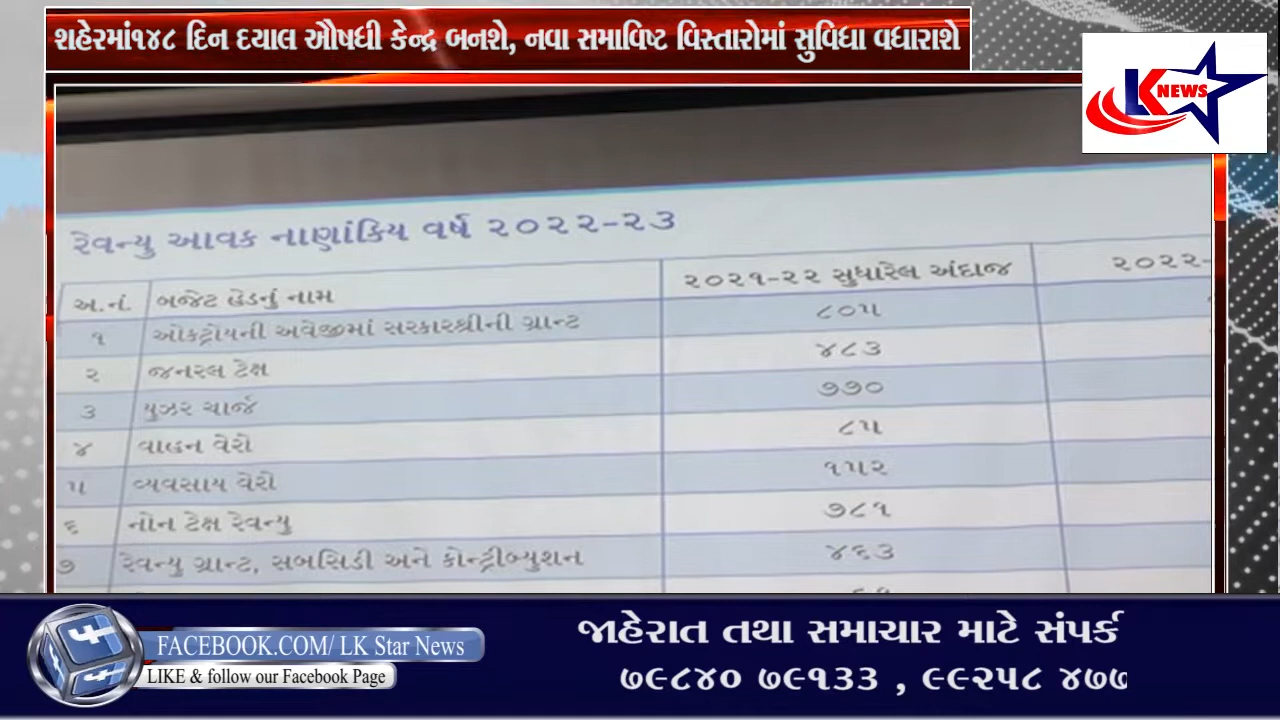 શહેરમાં૧૪૮ દિન દયાલ ઔષધી કેન્દ્ર બનશે, નવા સમાવિષ્ટ વિસ્તારોમાં સુવિધા વધારાશે
LK NEWS
રેવન્યુ આવક નાણાંકિય વર્ષ ૨૦૨૨-૨૩
અ.નં. બજેટ હેડનું નામ ૨૦૨૧-૨૨ સુધારેલ અંદાજ ૨૦૨૨-
૧ ઓકટ્રોયની અવેજીમાં સરકારશ્રીની ગ્રાન્ટ ૮૦૫
૨ જનરલ ટેક્ષ ૪૮૩
૩ યુઝર ચાર્જ ૭૭૦
૪ વાહન વેરો ૮૫
૫ વ્યવસાય વેરો ૧૫૨
૬ નોન ટેક્ષ રેવન્યુ ૭૮૧
૭ રેવન્યુ ગ્રાન્ટ, સબસિડી અને કોન્ટ્રીબ્યુશન ૪૬૩
FACEBOOK.COM/ LK Star News
LIKE & follow our Facebook Page
જાહેરાત તથા સમાચાર માટે સંપર્ક
૭૯૮૪૦ ૭૯૧૩૩ , ૯૯૨૫૮ ૪૭૭